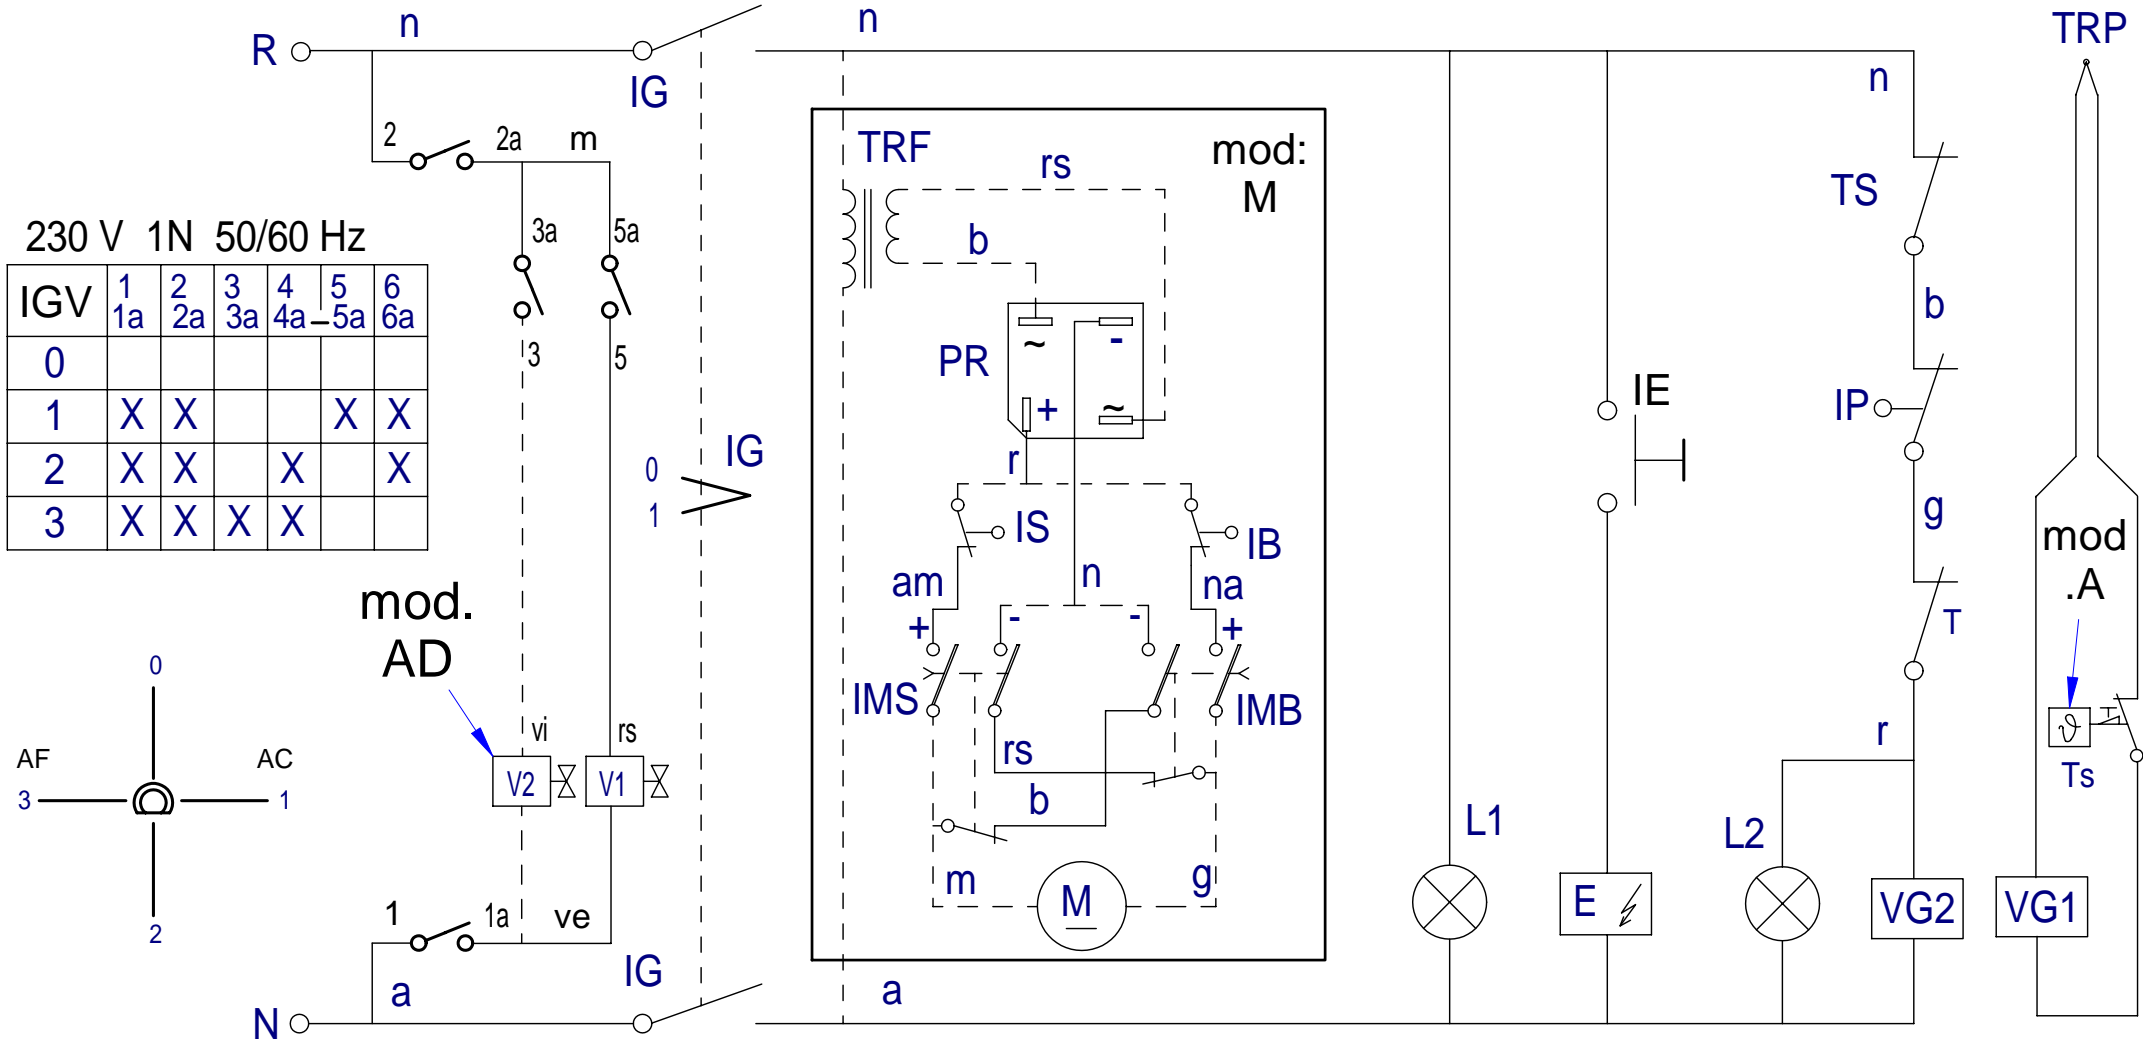 n
n
TRP
R
IG
n
2
2a
m
TRF
rs
mod:
M
TS
230 V 1N 50/60 Hz
3a
5a
b
IGV
1 2 3 4 5 6
1a 2a 3a 4a – 5a 6a
0
1 X X X X
2 X X X X
3 X X X X
3
5
PR
~
-
+
~
b
IE
IP
0
1
IG
r
IS
IB
g
mod
.A
mod.
AD
am
n
na
+
-
-
+
T
0
AF
AC
3
1
2
IMS
IMB
vi
rs
V2
V1
rs
b
r
ϑ
Ts
L1
L2
m
g
M
E
VG2
VG1
1
1a
ve
IG
a
a
N